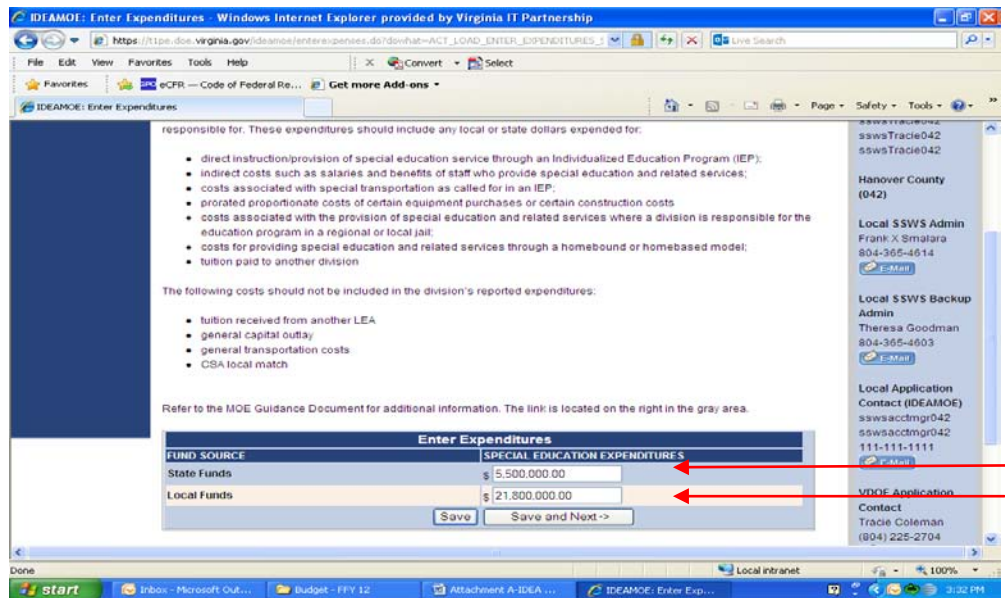 IDEAMOE: Enter Expenditures - Windows Internet Explorer provided by Virginia IT Partnership
https://t1pe.doe.virginia.gov/ideamoe/enterexpenses.do?dowhat=ACT_LOAD_ENTER_EXPENDITURES_
Live Search
File Edit View Favorites Tools Help
Convert
Select
Favorites
eCFR — Code of Federal Re...
Get more Add-ons
IDEAMOE: Enter Expenditures
Page
Safety
Tools
responsible for. These expenditures should include any local or state dollars expended for:
direct instruction/provision of special education service through an Individualized Education Program (IEP);
indirect costs such as salaries and benefits of staff who provide special education and related services;
costs associated with special transportation as called for in an IEP;
prorated proportionate costs of certain equipment purchases or certain construction costs
costs associated with the provision of special education and related services where a division is responsible for the
education program in a regional or local jail;
costs for providing special education and related services through a homebound or homebased model;
tuition paid to another division
The following costs should not be included in the division's reported expenditures:
tuition received from another LEA
general capital outlay
general transportation costs
CSA local match
Refer to the MOE Guidance Document for additional information. The link is located on the right in the gray area.
Enter Expenditures
FUND SOURCE SPECIAL EDUCATION EXPENDITURES
State Funds $ 5,500,000.00
Local Funds $ 21,800,000.00
Save Save and Next ->
sswsTracie042
sswsTracie042
sswsTracie042
Hanover County
(042)
Local SSWS Admin
Frank X Smalara
804-365-4614
E-Mail
Local SSWS Backup
Admin
Theresa Goodman
804-365-4603
E-Mail
Local Application
Contact (IDEAMOE)
sswsacctmgr042
sswsacctmgr042
111-111-1111
E-Mail
VDOE Application
Contact
Tracie Coleman
(804) 225-2704
Done
Local intranet
100%
start
Inbox - Microsoft Out...
Budget - FFY 12
Attachment A-IDEA ...
IDEAMOE: Enter Exp...
3:32 PM